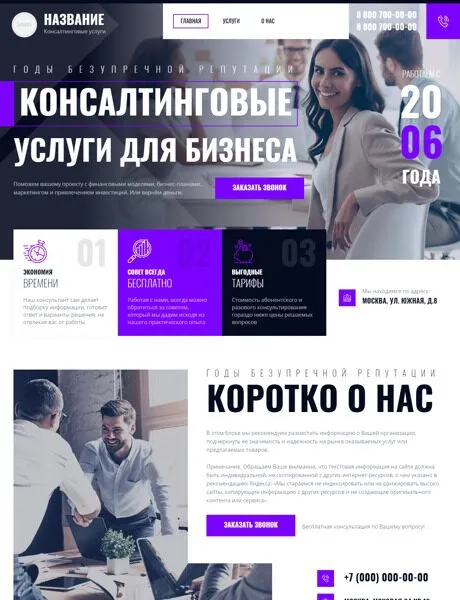 НАЗВАНИЕ
Консалтинговые услуги
ГЛАВНАЯ
УСЛУГИ
О НАС
8 800 700-00-00
8 800 700-00-00
ГОДЫ БЕЗУПРЕЧНОЙ РЕПУТАЦИИ
КОНСАЛТИНГОВЫЕ
УСЛУГИ ДЛЯ БИЗНЕСА
РАБОТАЕМ С
20
06
ГОДА
Поможем вашему проекту с финансовыми моделями, бизнес-планами,
маркетингом и привлечением инвестиций. Или вернём деньги.
ЗАКАЗАТЬ ЗВОНОК
01
ЭКОНОМИЯ
ВРЕМЕНИ
Наш консультант сам делает
подборку информации, готовит
ответ и варианты решения, не
отвлекая вас от работы
02
СОВЕТ ВСЕГДА
БЕСПЛАТНО
Работая с нами, всегда можно
обратиться за советом,
который мы дадим исходя из
нашего практического опыта
03
ВЫГОДНЫЕ
ТАРИФЫ
Стоимость абонентского и
разового консультирования
гораздо ниже цены решаемых
вопросов
Мы находимся по адресу:
МОСКВА, УЛ. ЮЖНАЯ, Д.8
ГОДЫ БЕЗУПРЕЧНОЙ РЕПУТАЦИИ
КОРОТКО О НАС
В этом блоке мы рекомендуем разместить информацию о Вашей организации,
подчеркнуть ее значимость и надежность на рынке оказываемых услуг или
предлагаемых товаров.
Примечание. Обращаем Ваше внимание, что текстовая информация на сайте должна
быть индивидуальной, не скопированной с других интернет-ресурсов, о чем указано в
рекомендациях Яндекса: «Мы стараемся не индексировать или не ранжировать высоко
сайты, копирующие информацию с других ресурсов и не создающие оригинального
контента или сервиса».
ЗАКАЗАТЬ ЗВОНОК
Бесплатная консультация по Вашему вопросу!
+7 (000) 000-00-00